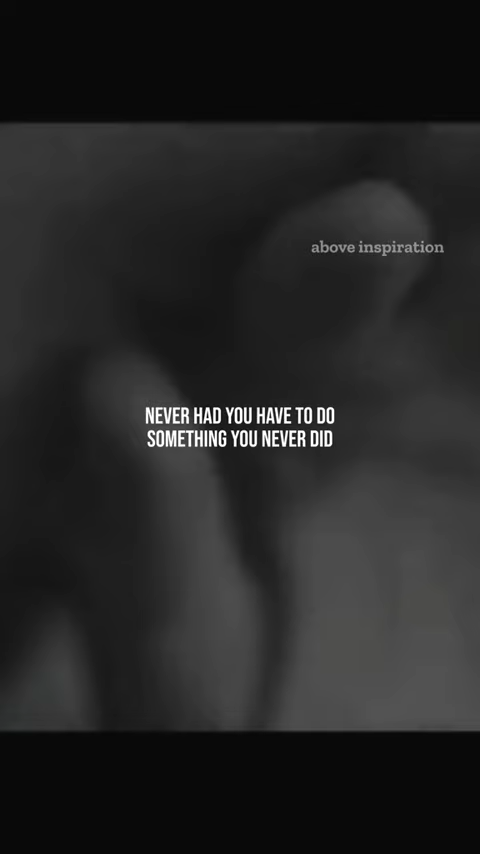 above inspiration
NEVER HAD YOU HAVE TO DO
SOMETHING YOU NEVER DID